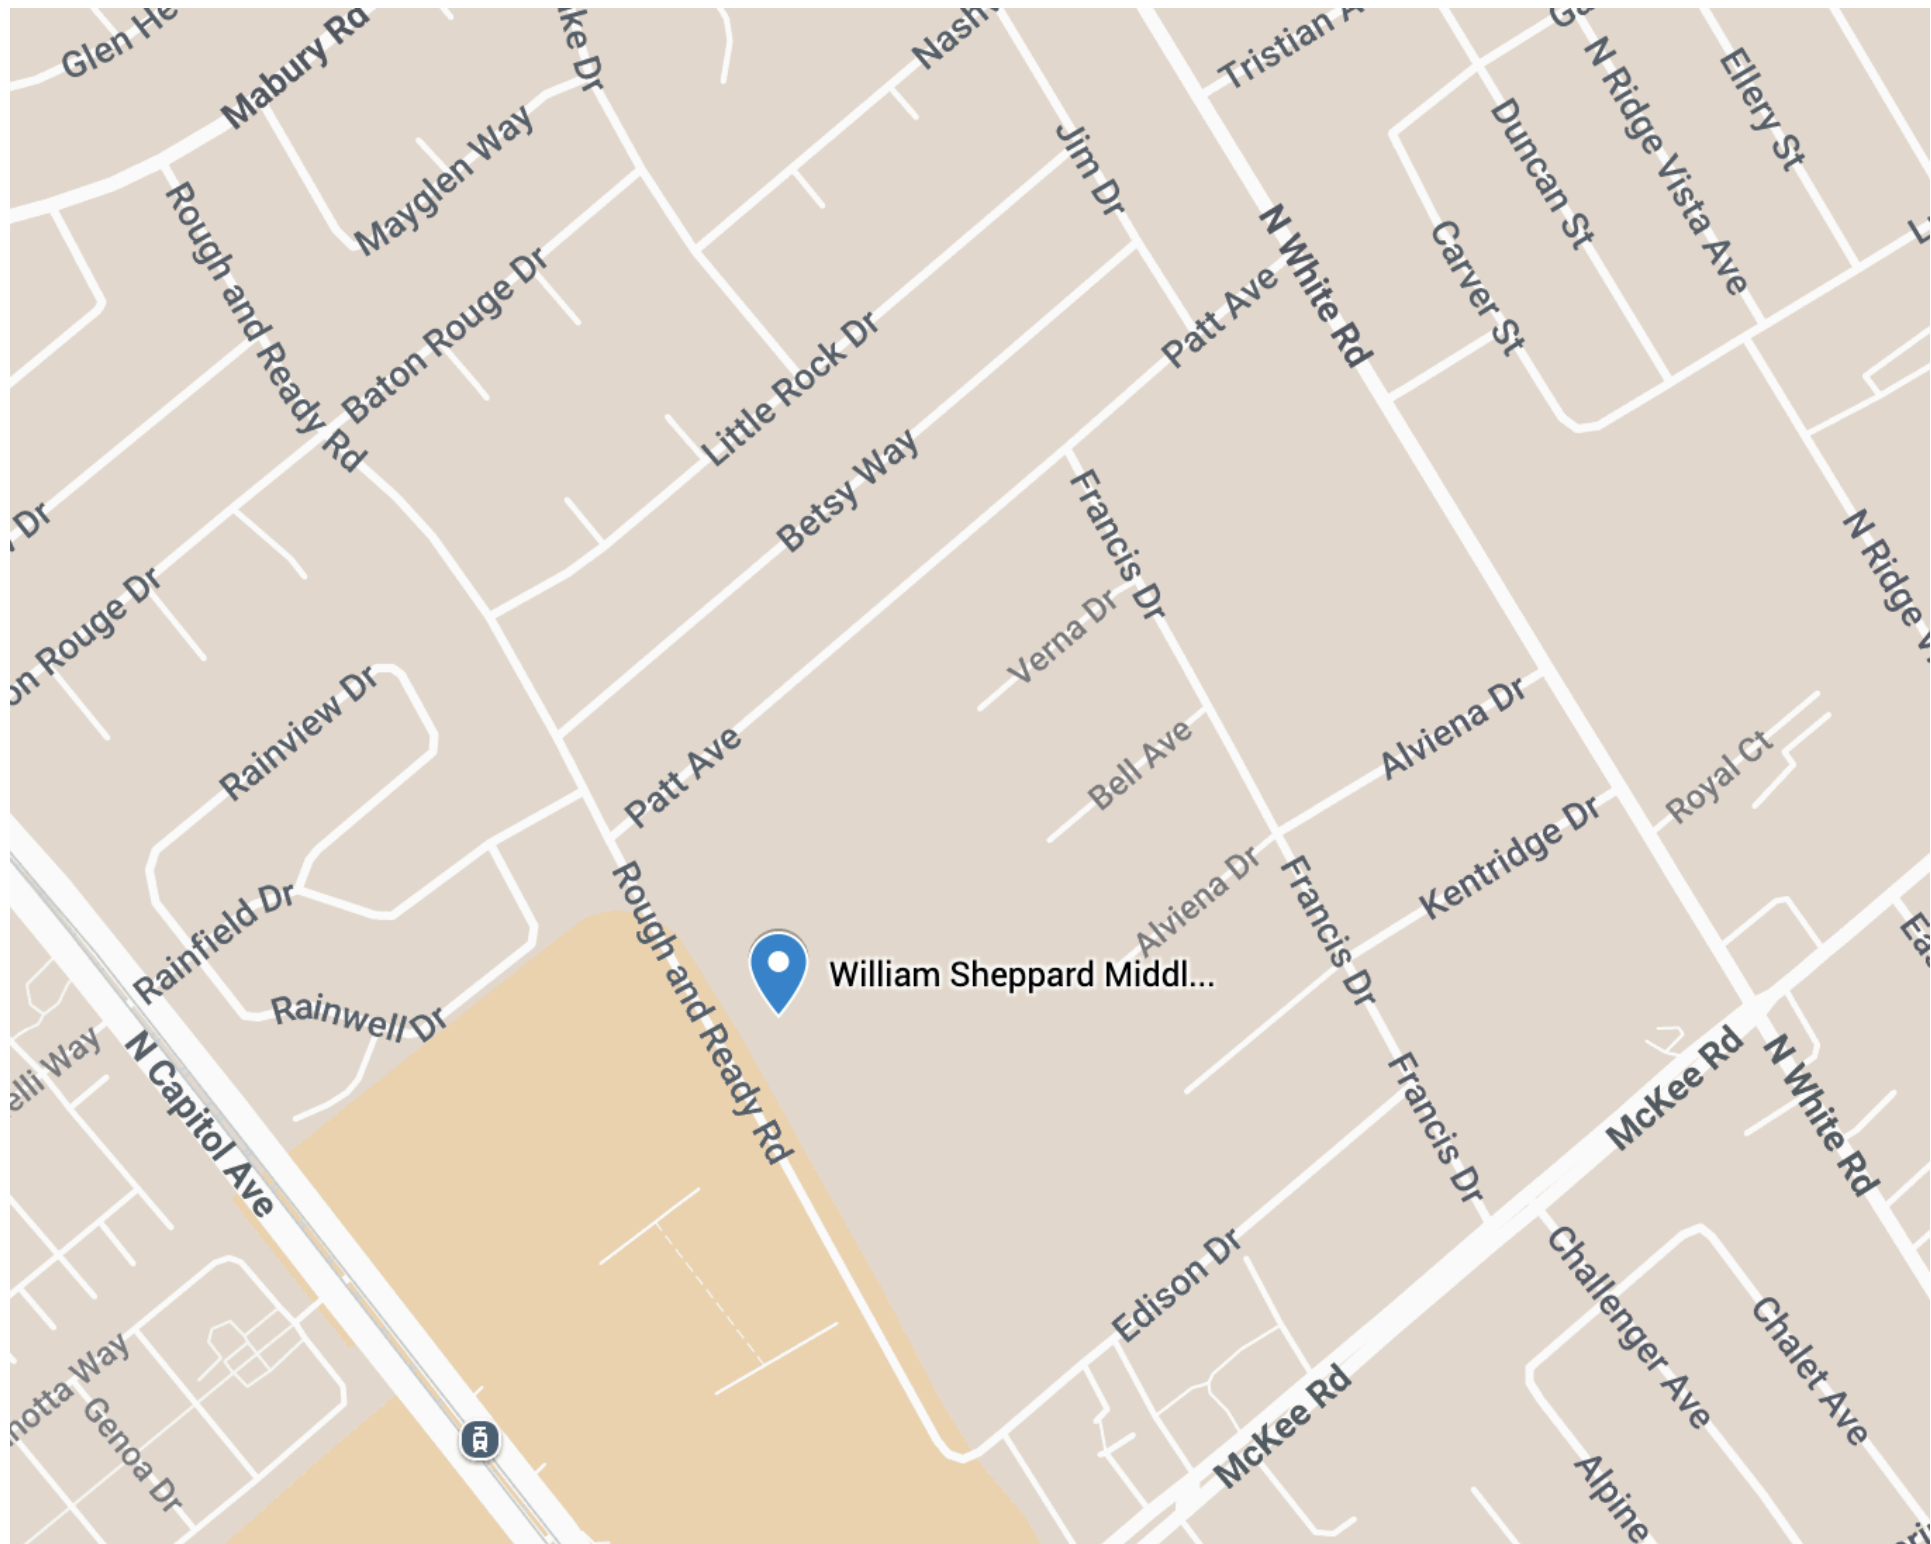 Glen He
Mabury Rd
ke Dr
Nash
Tristian A
N Ridge Vista Ave
Ellery St
Duncan St
Jim Dr
Mayglen Way
Rough and Ready Rd
N White Rd
Carver St
Baton Rouge Dr
Patt Ave
Little Rock Dr
Betsy Way
Francis Dr
N Ridge Vi
Dr
on Rouge Dr
Verna Dr
Rainview Dr
Alviena Dr
Patt Ave
Bell Ave
Royal Ct
Kentridge Dr
Rainfield Dr
Alviena Dr
Francis Dr
Rough and Ready Rd
William Sheppard Middl...
Rainwell Dr
Ea
elli Way
N Capitol Ave
McKee Rd
N White Rd
Francis Dr
Edison Dr
Challenger Ave
Chalet Ave
notta Way
Genoa Dr
McKee Rd
Alpine